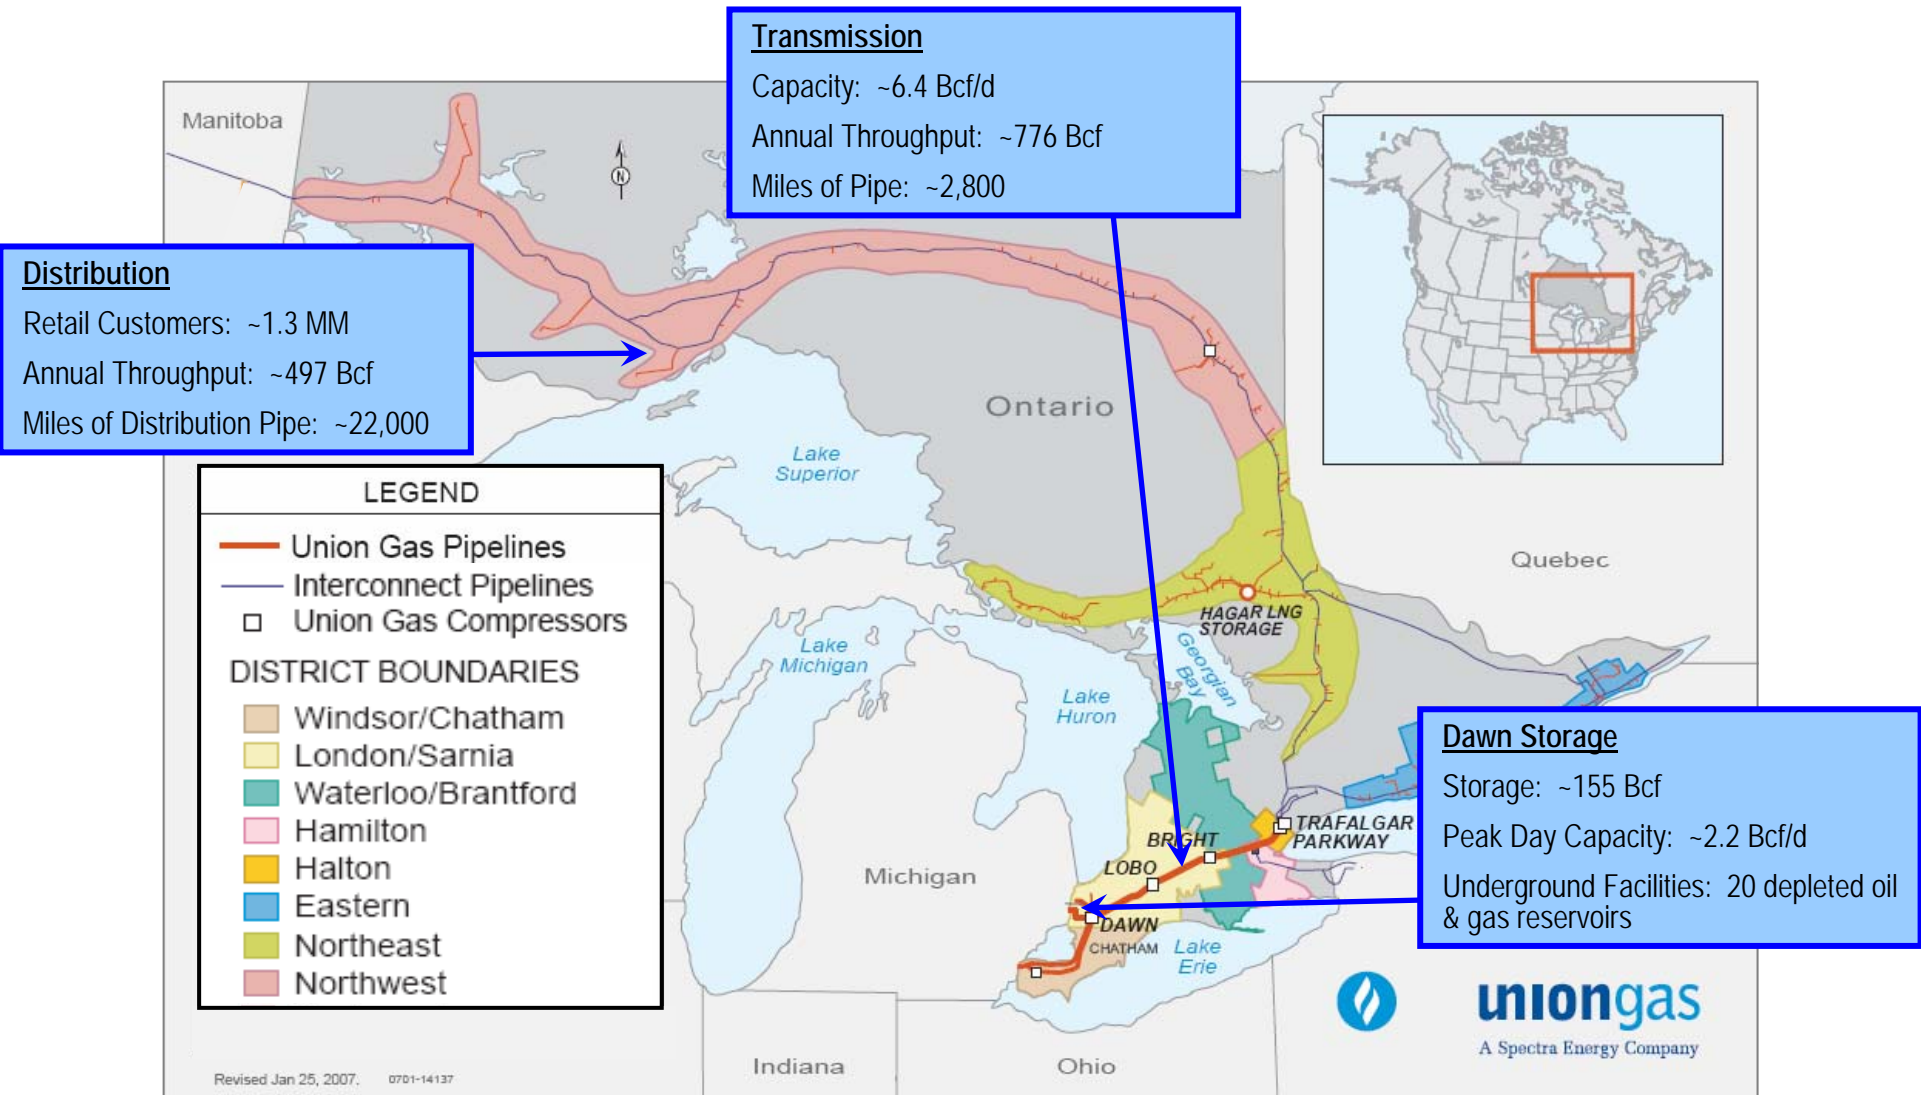 Transmission
Capacity: ~6.4 Bcf/d
Annual Throughput: ~776 Bcf
Miles of Pipe: ~2,800
Manitoba
N
Distribution
Retail Customers: ~1.3 MM
Annual Throughput: ~497 Bcf
Miles of Distribution Pipe: ~22,000
Ontario
Lake
Superior
LEGEND
Union Gas Pipelines
Interconnect Pipelines
Union Gas Compressors
DISTRICT BOUNDARIES
Windsor/Chatham
London/Sarnia
Waterloo/Brantford
Hamilton
Halton
Eastern
Northeast
Northwest
Quebec
HAGAR LNG
STORAGE
Georgian
Bay
Lake
Michigan
Lake
Huron
Dawn Storage
Storage: ~155 Bcf
Peak Day Capacity: ~2.2 Bcf/d
Underground Facilities: 20 depleted oil
& gas reservoirs
TRAFALGAR
PARKWAY
BRIGHT
LOBO
Michigan
DAWN
CHATHAM
Lake
Erie
uniongas
A Spectra Energy Company
Indiana
Ohio
Revised Jan 25, 2007. 0701-14137